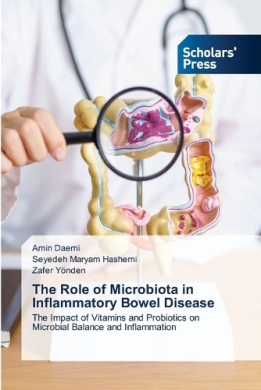 Scholars'
Press
Amin Daemi
Seyedeh Maryam Hashemi
Zafer Yönden
The Role of Microbiota in
Inflammatory Bowel Disease
The Impact of Vitamins and Probiotics on
Microbial Balance and Inflammation